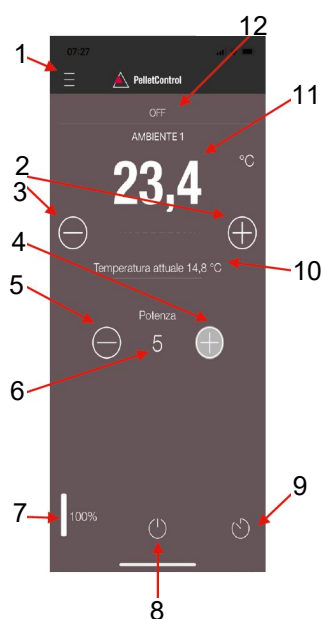 12
07:27
1
PelletControl
11
OFF
AMBIENTE 1
2
23,4
°C
3
4
Temperatura attuale 14,8 °C
10
5
Potenza
5
6
9
7
100%
8